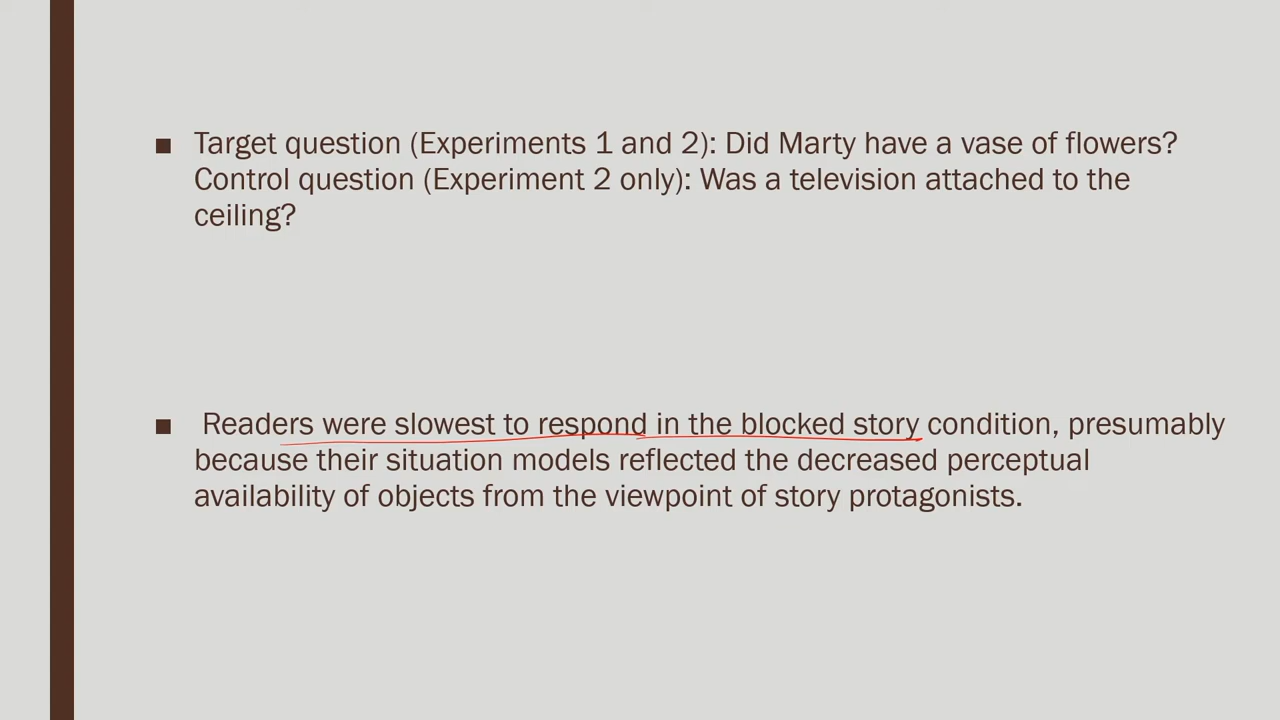 ■ Target question (Experiments 1 and 2): Did Marty have a vase of flowers?
Control question (Experiment 2 only): Was a television attached to the
ceiling?
■ Readers were slowest to respond in the blocked story condition, presumably
because their situation models reflected the decreased perceptual
availability of objects from the viewpoint of story protagonists.